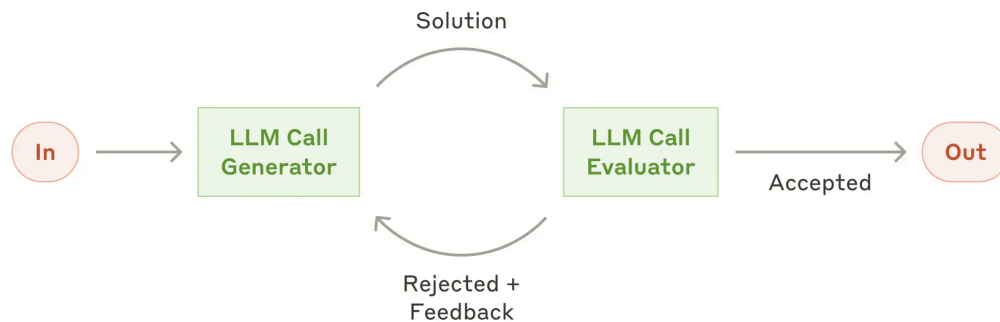 Solution
In
LLM Call
Generator
LLM Call
Evaluator
Out
Accepted
Rejected +
Feedback